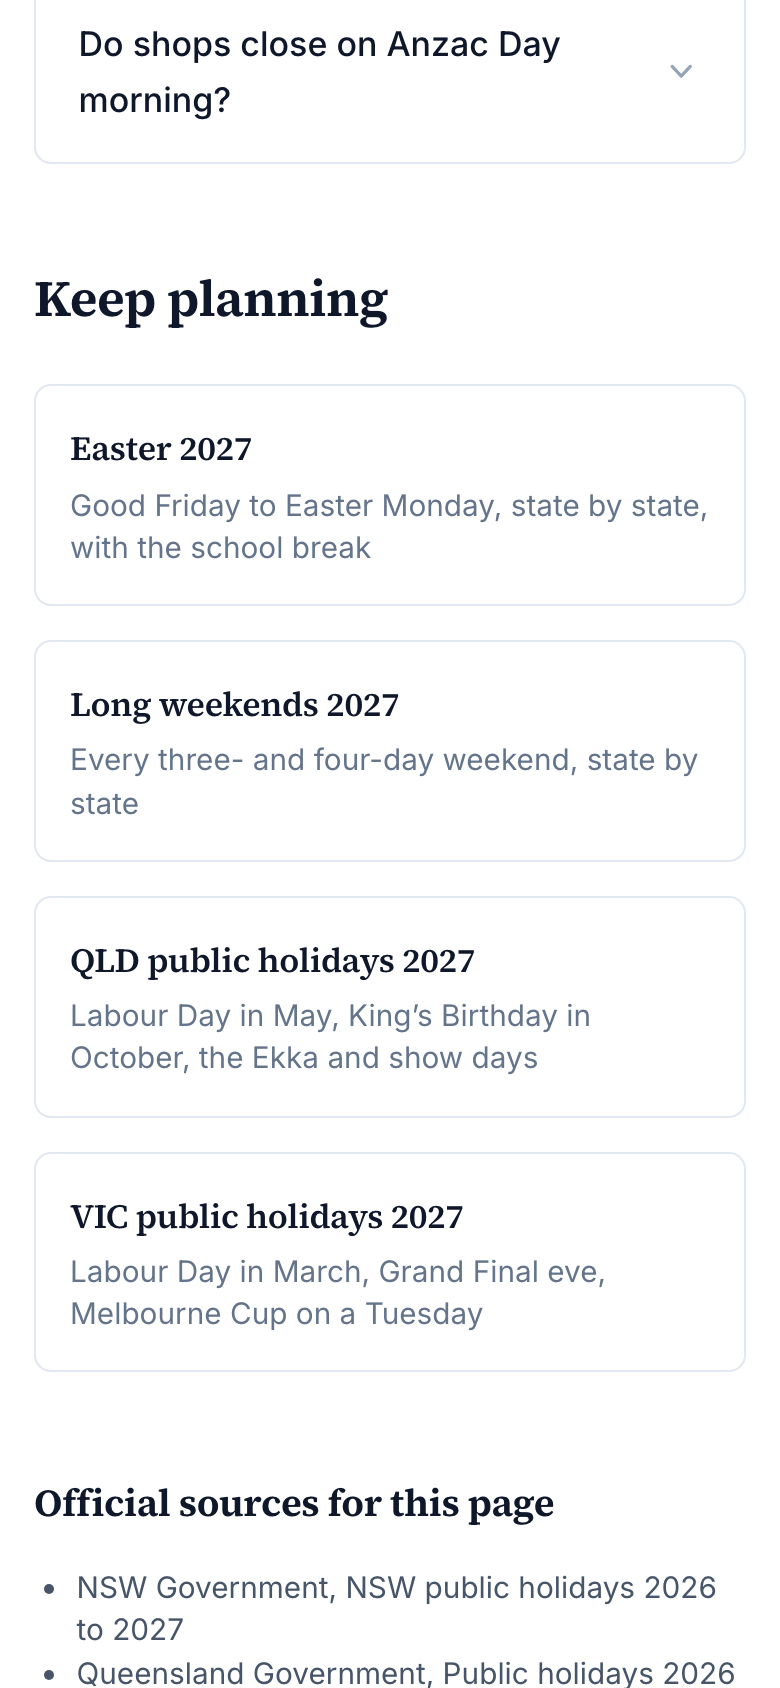 Do shops close on Anzac Day
morning?
Keep planning
Easter 2027
Good Friday to Easter Monday, state by state,
with the school break
Long weekends 2027
Every three- and four-day weekend, state by
state
QLD public holidays 2027
Labour Day in May, King’s Birthday in
October, the Ekka and show days
VIC public holidays 2027
Labour Day in March, Grand Final eve,
Melbourne Cup on a Tuesday
Official sources for this page
• NSW Government, NSW public holidays 2026
to 2027
• Queensland Government, Public holidays 2026